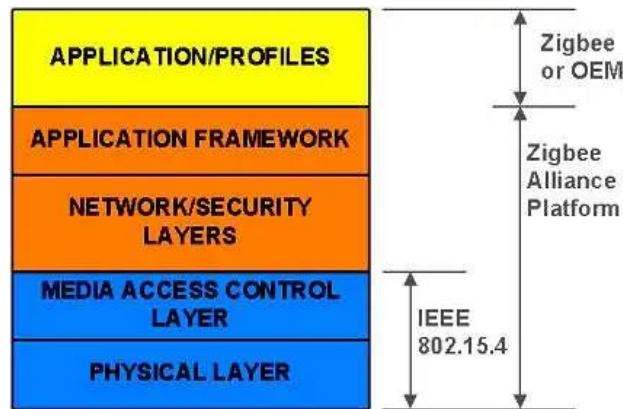 APPLICATION/PROFILES
Zigbee
or OEM
APPLICATION FRAMEWORK
Zigbee
Alliance
Platform
NETWORK/SECURITY
LAYERS
MEDIA ACCESS CONTROL
LAYER
IEEE
802.15.4
PHYSICAL LAYER